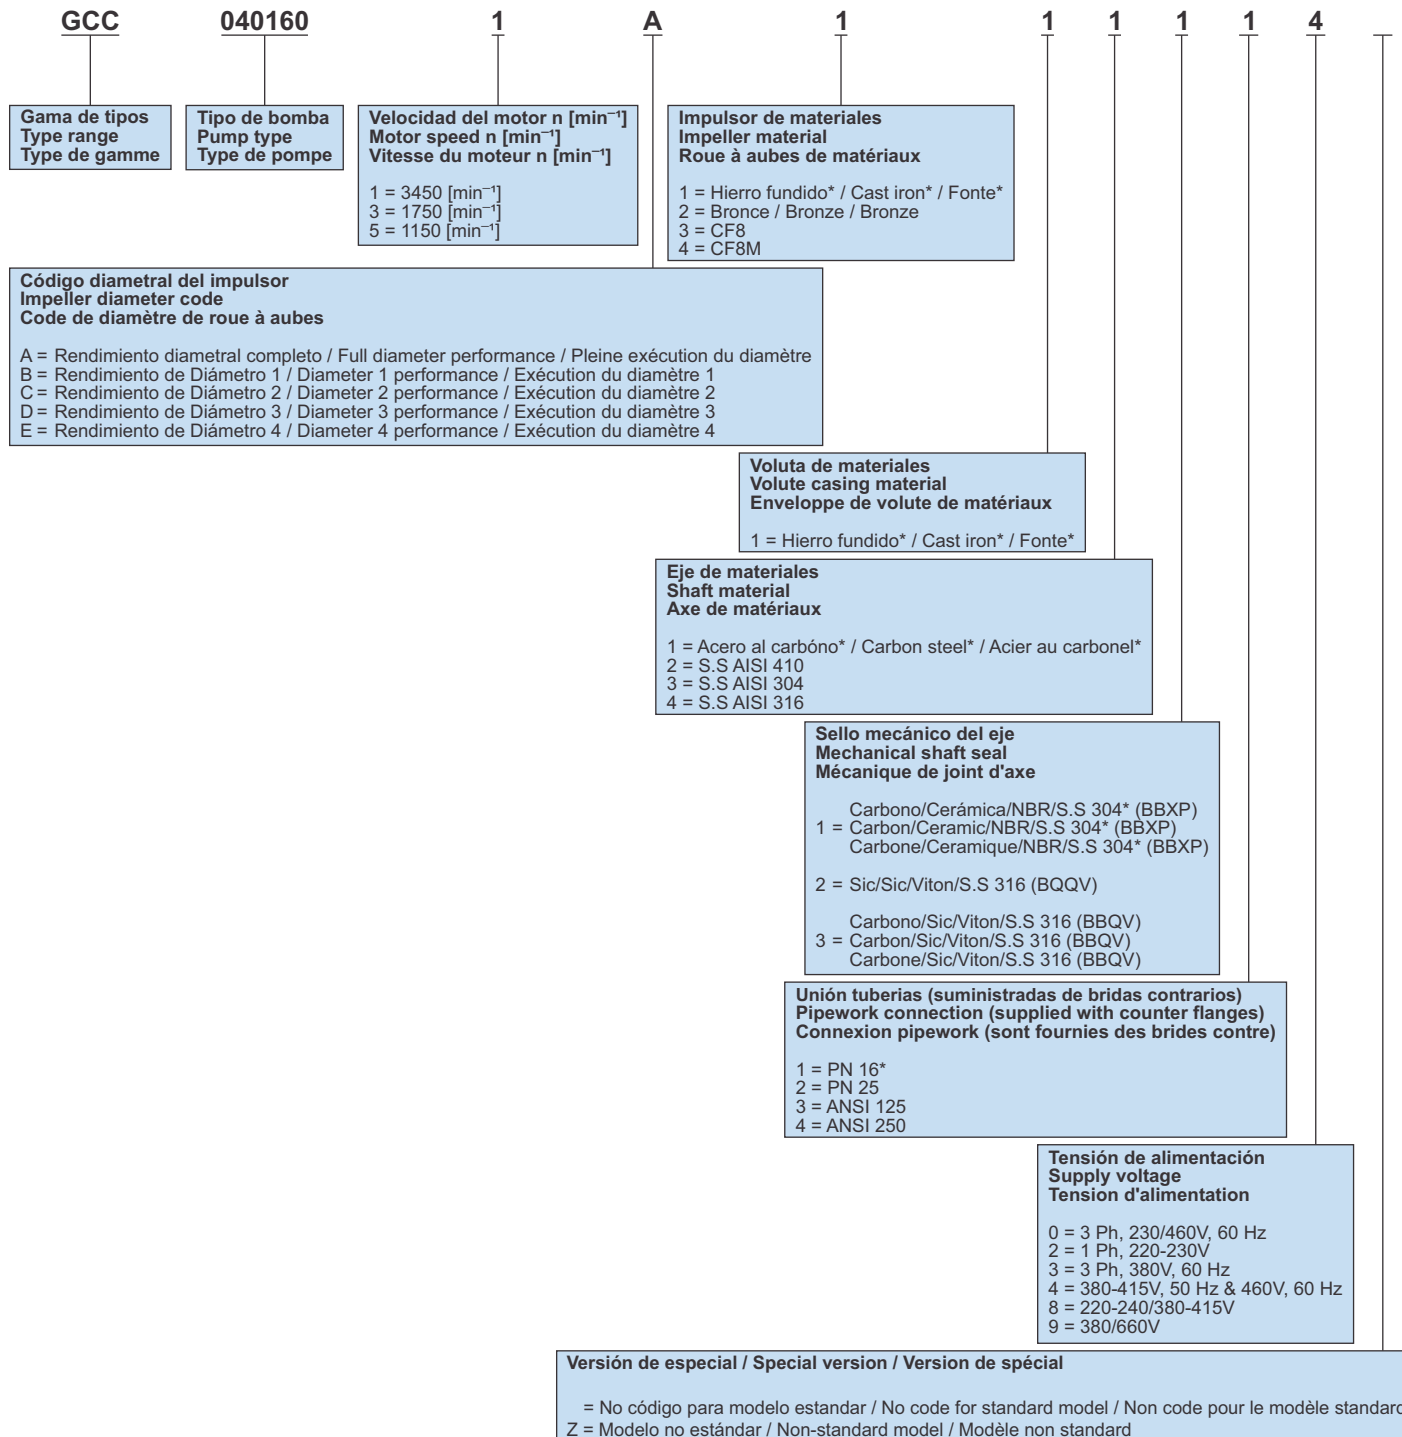 GCC 040160 1 A 1 1 1 1 1 4
Gama de tipos
Type range
Type de gamme
Tipo de bomba
Pump type
Type de pompe
Velocidad del motor n [min⁻¹]
Motor speed n [min⁻¹]
Vitesse du moteur n [min⁻¹]
1 = 3450 [min⁻¹]
3 = 1750 [min⁻¹]
5 = 1150 [min⁻¹]
Impulsor de materiales
Impeller material
Roue à aubes de matériaux
1 = Hierro fundido* / Cast iron* / Fonte*
2 = Bronce / Bronze / Bronze
3 = CF8
4 = CF8M
Código diametral del impulsor
Impeller diameter code
Code de diamètre de roue à aubes
A = Rendimiento diametral completo / Full diameter performance / Pleine exécution du diamètre
B = Rendimiento de Diámetro 1 / Diameter 1 performance / Exécution du diamètre 1
C = Rendimiento de Diámetro 2 / Diameter 2 performance / Exécution du diamètre 2
D = Rendimiento de Diámetro 3 / Diameter 3 performance / Exécution du diamètre 3
E = Rendimiento de Diámetro 4 / Diameter 4 performance / Exécution du diamètre 4
Voluta de materiales
Volute casing material
Enveloppe de volute de matériaux
1 = Hierro fundido* / Cast iron* / Fonte*
Eje de materiales
Shaft material
Axe de matériaux
1 = Acero al carbóno* / Carbon steel* / Acier au carbonel*
2 = S.S AISI 410
3 = S.S AISI 304
4 = S.S AISI 316
Sello mecánico del eje
Mechanical shaft seal
Mécanique de joint d'axe
Carbono/Cerámica/NBR/S.S 304* (BBXP)
1 = Carbon/Ceramic/NBR/S.S 304* (BBXP)
Carbone/Ceramique/NBR/S.S 304* (BBXP)
2 = Sic/Sic/Viton/S.S 316 (BQQV)
Carbono/Sic/Viton/S.S 316 (BBQV)
3 = Carbon/Sic/Viton/S.S 316 (BBQV)
Carbone/Sic/Viton/S.S 316 (BBQV)
Unión tuberias (suministradas de bridas contrarios)
Pipework connection (supplied with counter flanges)
Connexion pipework (sont fournies des brides contre)
1 = PN 16*
2 = PN 25
3 = ANSI 125
4 = ANSI 250
Tensión de alimentación
Supply voltage
Tension d'alimentation
0 = 3 Ph, 230/460V, 60 Hz
2 = 1 Ph, 220-230V
3 = 3 Ph, 380V, 60 Hz
4 = 380-415V, 50 Hz & 460V, 60 Hz
8 = 220-240/380-415V
9 = 380/660V
Versión de especial / Special version / Version de spécial
= No código para modelo estandar / No code for standard model / Non code pour le modèle standard
Z = Modelo no estándar / Non-standard model / Modèle non standard